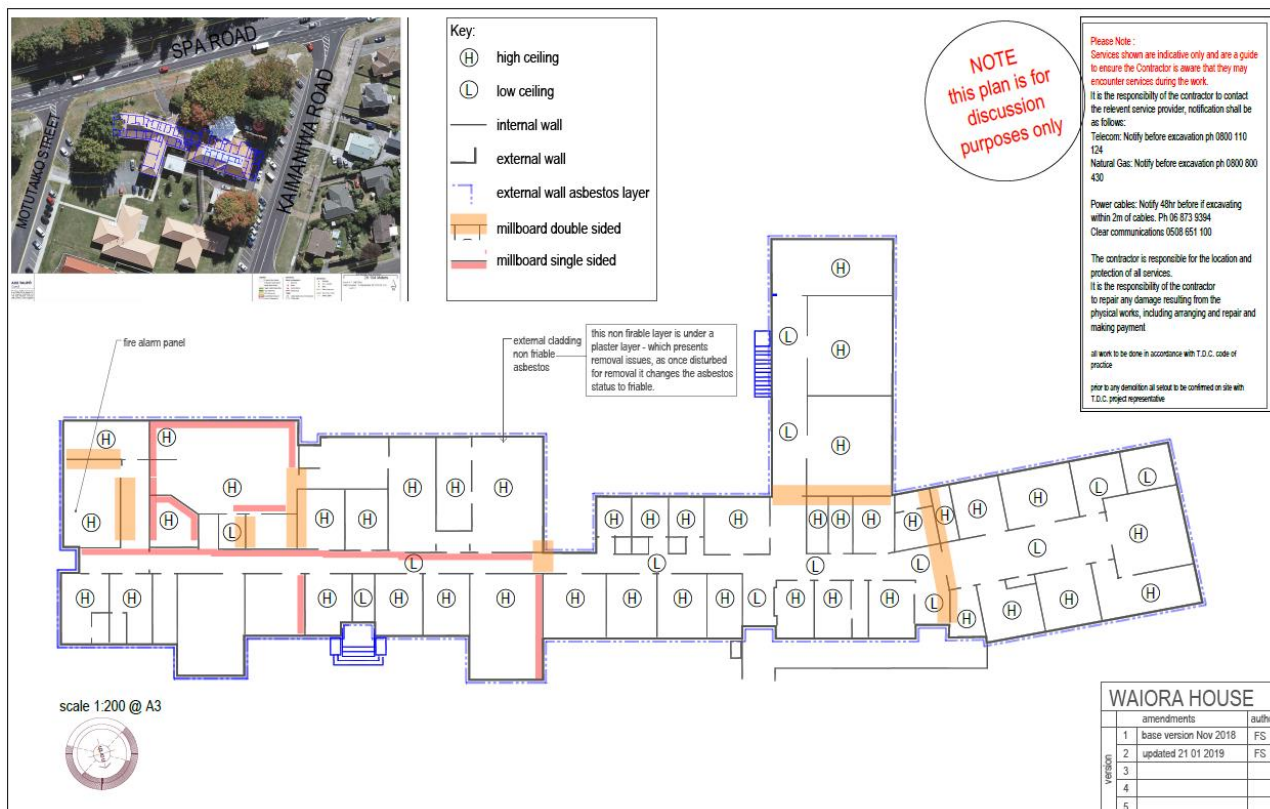 SPA ROAD
KAIMANIWA ROAD
MOTUTAIKO STREET
Key:
H high ceiling
L low ceiling
internal wall
external wall
external wall asbestos layer
millboard double sided
millboard single sided
NOTE
this plan is for
discussion
purposes only
Please Note :
Services shown are indicative only and are a guide
to ensure the Contractor is aware that they may
encounter services during the work.
It is the responsibilty of the contractor to contact
the relevent service provider, notification shall be
as follows:
Telecom: Notify before excavation ph 0800 110
124
Natural Gas: Notify before excavation ph 0800 800
430
Power cables: Notify 48hr before if excavating
within 2m of cables. Ph 06 873 9394
Clear communications 0508 651 100
The contractor is responsible for the location and
protection of all services.
It is the responsibility of the contractor
to repair any damage resulting from the
physical works, including arranging and repair and
making payment
all work to be done in accordance with T.D.C. code of
practice
prior to any demolition all setout to be confirmed on site with
T.D.C. project representative
fire alarm panel
external cladding
non friable
asbestos
this non firable layer is under a
plaster layer - which presents
removal issues, as once disturbed
for removal it changes the asbestos
status to friable.
H
L
H
H
L
H
H H H H H
H H L H H
H H H H H H H H H L L
L L L L L H
H H H L H H H H H H H L H H H L H H H H
scale 1:200 @ A3
WAIORA HOUSE
amendments
version
1 base version Nov 2018 FS
2 updated 21 01 2019 FS
3
4
5